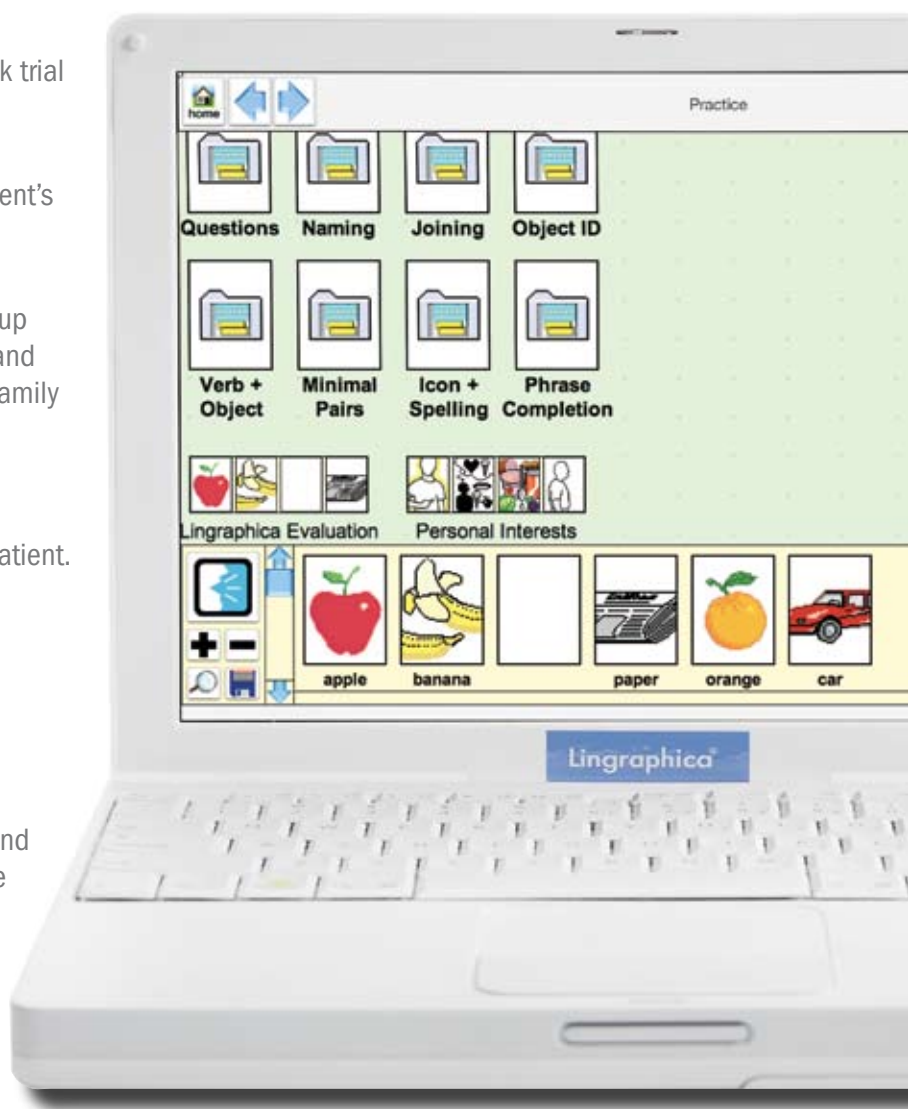 k trial
ent's
up
and
amily
atient.
nd
e
home
Practice
Questions Naming Joining Object ID
Verb + Object
Minimal Pairs
Icon + Spelling
Phrase Completion
Lingraphica Evaluation Personal Interests
apple banana paper orange car
Lingraphica®